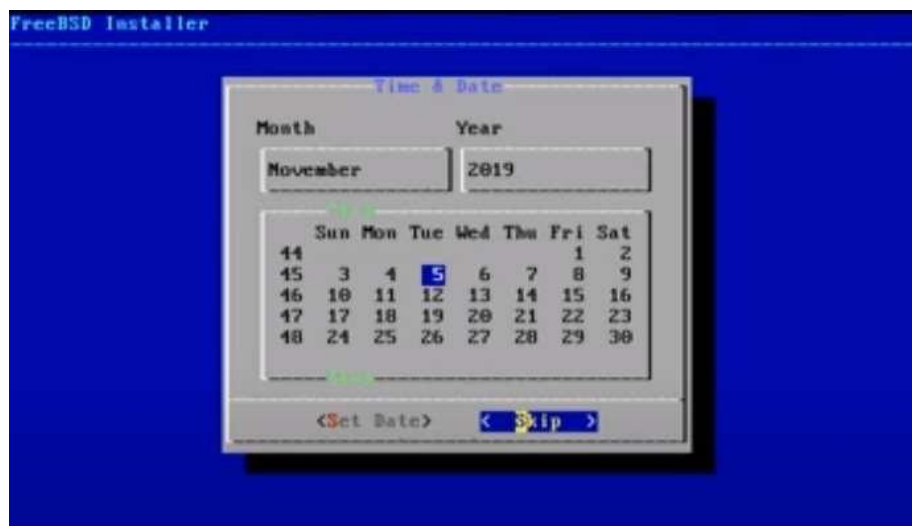 FreeBSD Installer
Time & Date
Month Year
November 2019
Sun Mon Tue Wed Thu Fri Sat
44 1 2
45 3 4 5 6 7 8 9
46 10 11 12 13 14 15 16
47 17 18 19 20 21 22 23
48 24 25 26 27 28 29 30
<Set Date> < Skip >